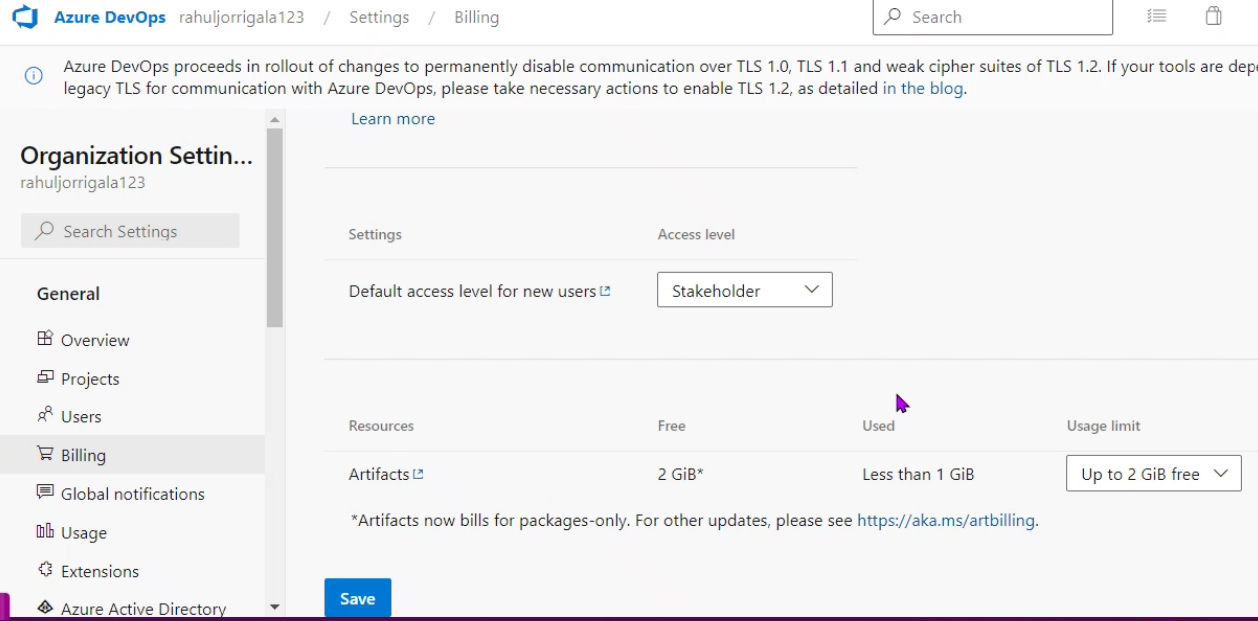 Azure DevOps rahuljorrigala123 / Settings / Billing Search
Azure DevOps proceeds in rollout of changes to permanently disable communication over TLS 1.0, TLS 1.1 and weak cipher suites of TLS 1.2. If your tools are
legacy TLS for communication with Azure DevOps, please take necessary actions to enable TLS 1.2, as detailed in the blog.
Organization Settin...
rahuljorrigala123
Search Settings
General
Overview
Projects
Users
Billing
Global notifications
Usage
Extensions
Azure Active Directory
Learn more
Settings Access level
Default access level for new users Stakeholder
Resources Free Used Usage limit
Artifacts 2 GiB* Less than 1 GiB Up to 2 GiB free
*Artifacts now bills for packages-only. For other updates, please see https://aka.ms/artbilling.
Save